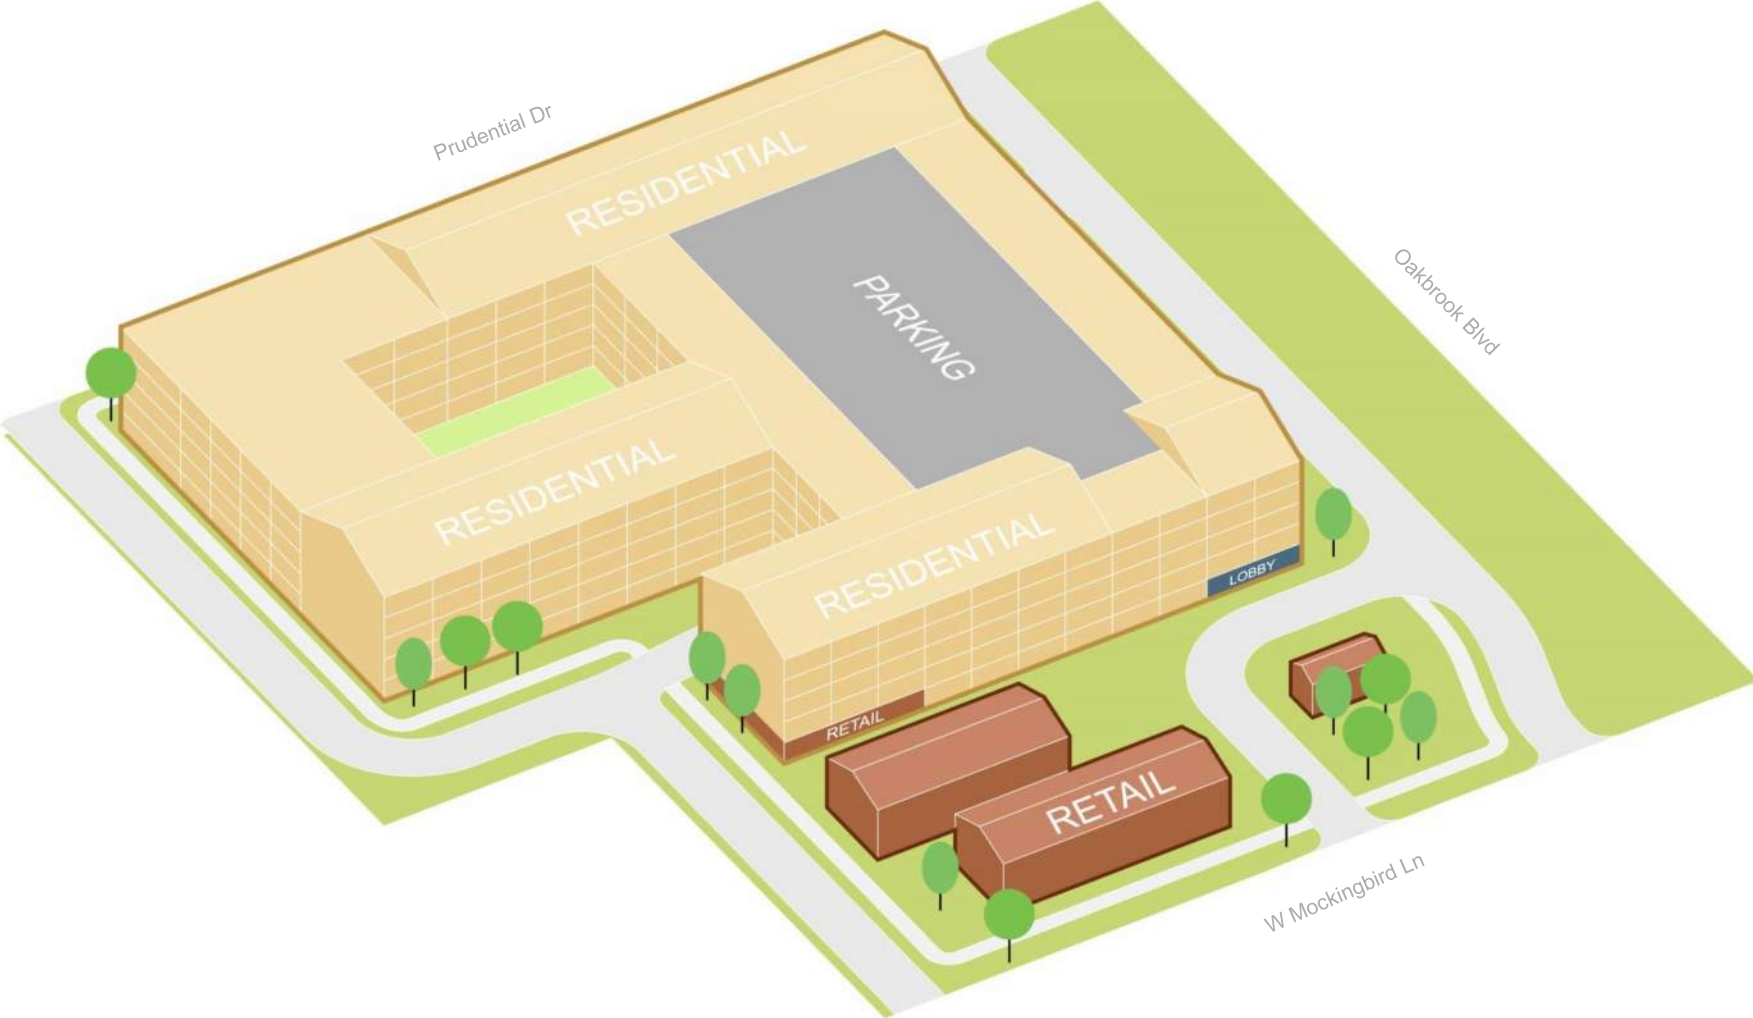 Prudential Dr
RESIDENTIAL
PARKING
Oakbrook Blvd
RESIDENTIAL
RESIDENTIAL
LOBBY
RETAIL
RETAIL
W Mockingbird Ln